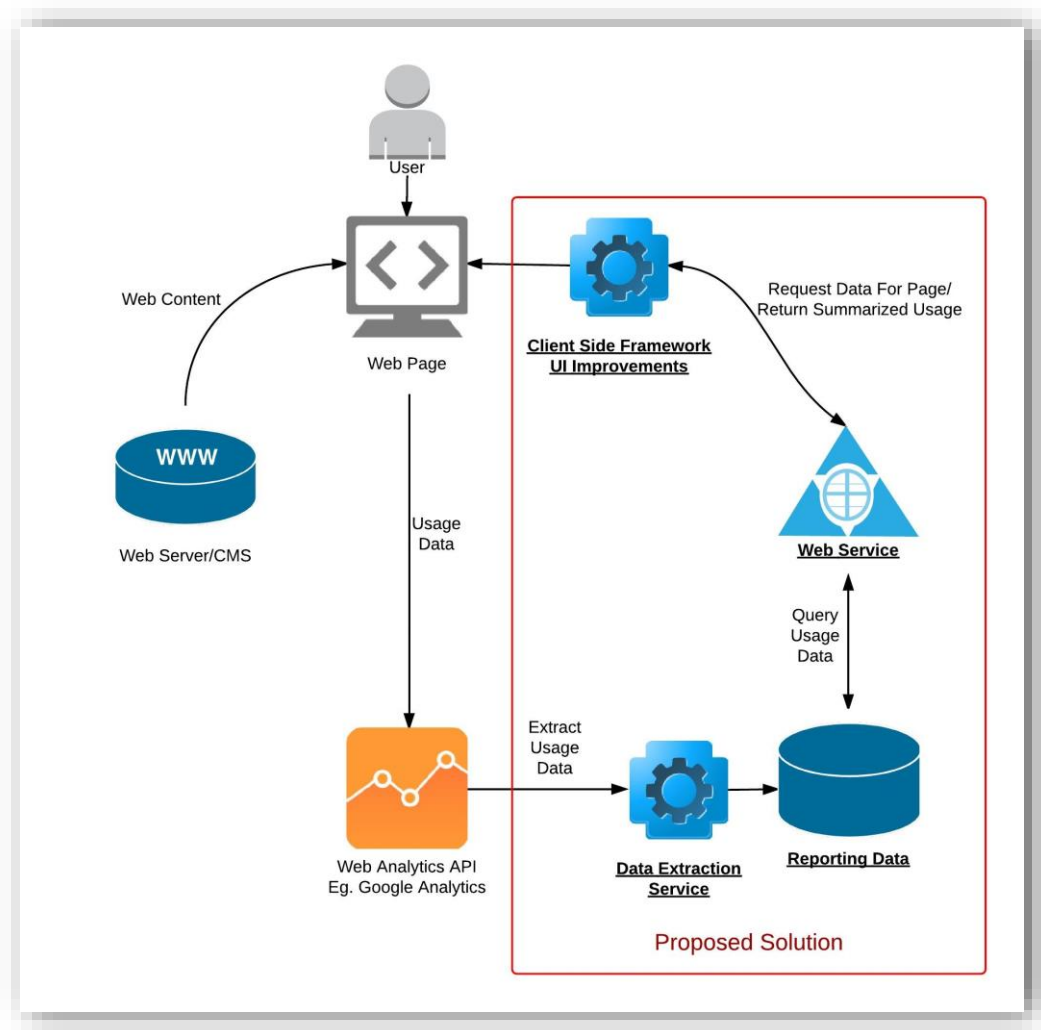 User
Web Content
Web Page
Client Side Framework
UI Improvements
Request Data For Page/
Return Summarized Usage
WWW
Web Server/CMS
Usage
Data
Web Service
Query
Usage
Data
Extract
Usage
Data
Web Analytics API
Eg. Google Analytics
Data Extraction
Service
Reporting Data
Proposed Solution